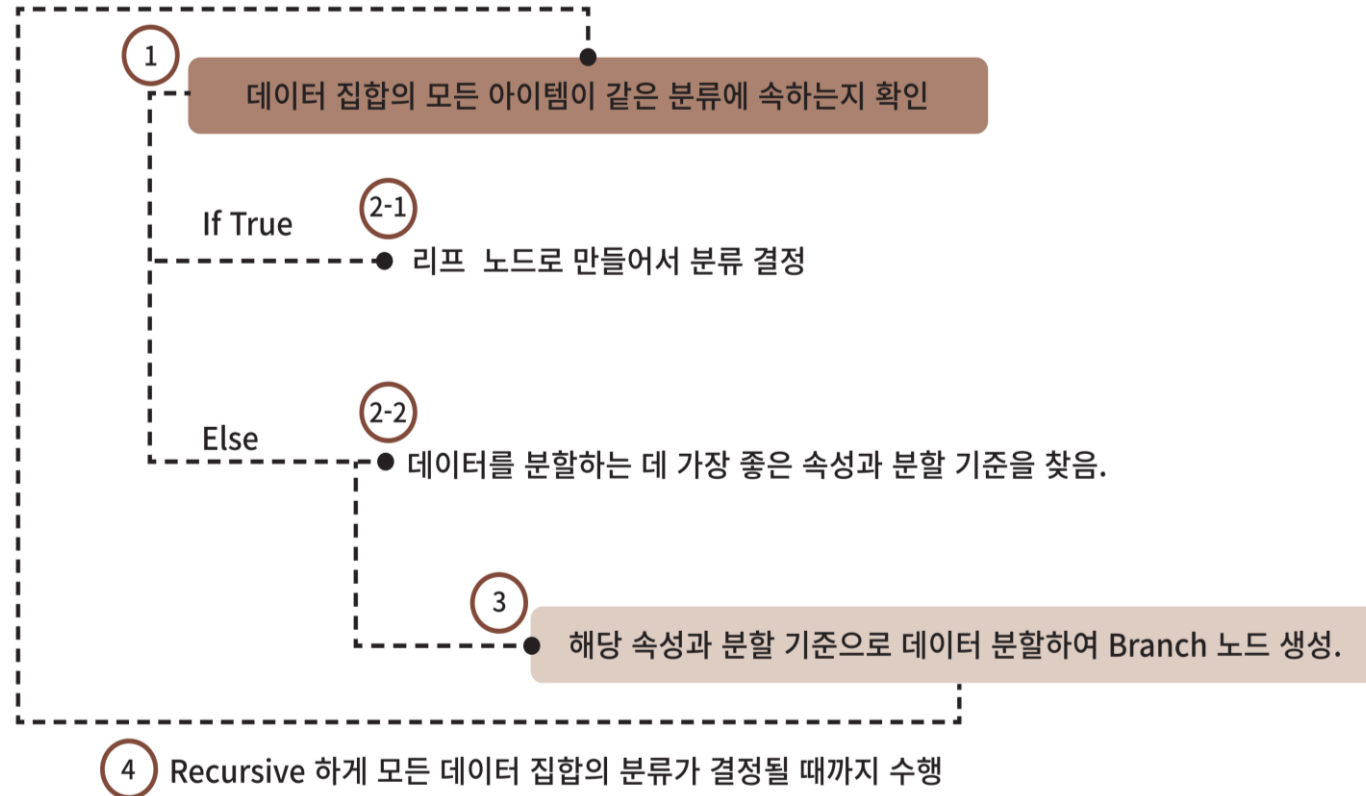 1
데이터 집합의 모든 아이템이 같은 분류에 속하는지 확인
If True
2-1
리프 노드로 만들어서 분류 결정
Else
2-2
데이터를 분할하는 데 가장 좋은 속성과 분할 기준을 찾음.
3
해당 속성과 분할 기준으로 데이터 분할하여 Branch 노드 생성.
4 Recursive 하게 모든 데이터 집합의 분류가 결정될 때까지 수행